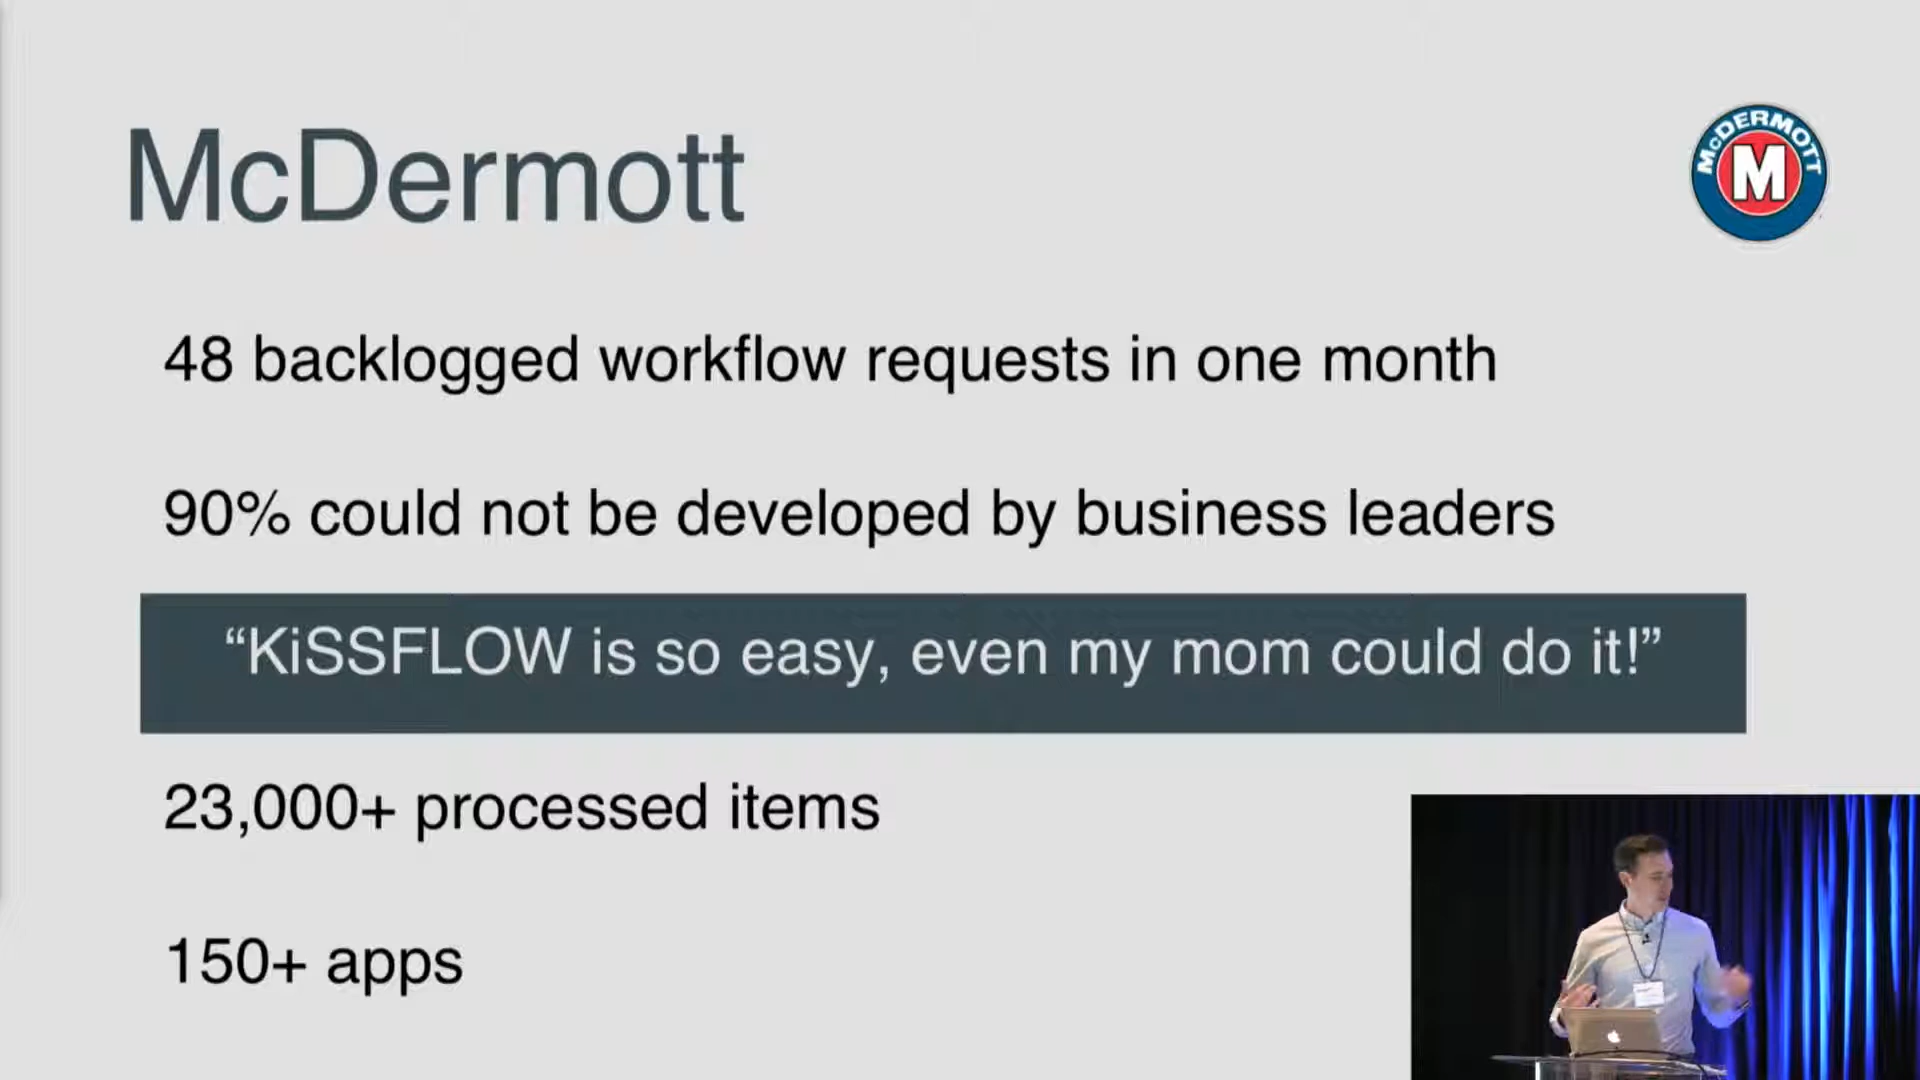 McDermott
McDERMOTT
M
48 backlogged workflow requests in one month
90% could not be developed by business leaders
“KiSSFLOW is so easy, even my mom could do it!”
23,000+ processed items
150+ apps